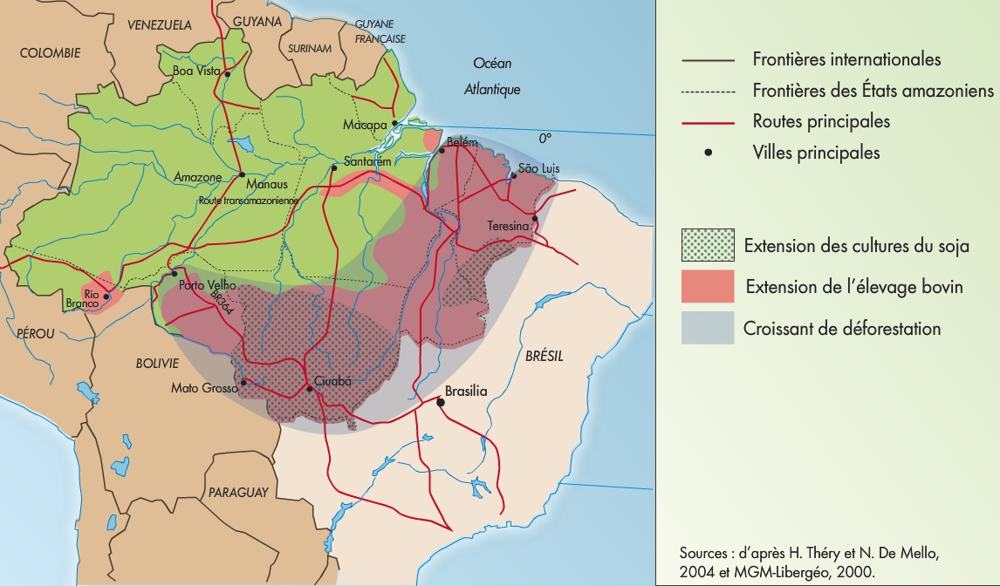 VENEZUELA
GUYANA
GUYANE
FRANÇAISE
SURINAM
COLOMBIE
Boa Vista
Océan
Atlantique
Macapa
0°
Belém
Santarém
São Luis
Amazone
Manaus
Route transamazonienne
Teresina
Porto Velho
BR364
Rio
Branco
PÉROU
BOLIVIE
BRÉSIL
Mato Grosso
Cuiabá
Brasilia
PARAGUAY
Frontières internationales
Frontières des États amazoniens
Routes principales
Villes principales
Extension des cultures du soja
Extension de l'élevage bovin
Croissant de déforestation
Sources : d'après H. Théry et N. De Mello,
2004 et MGM-Libergéo, 2000.